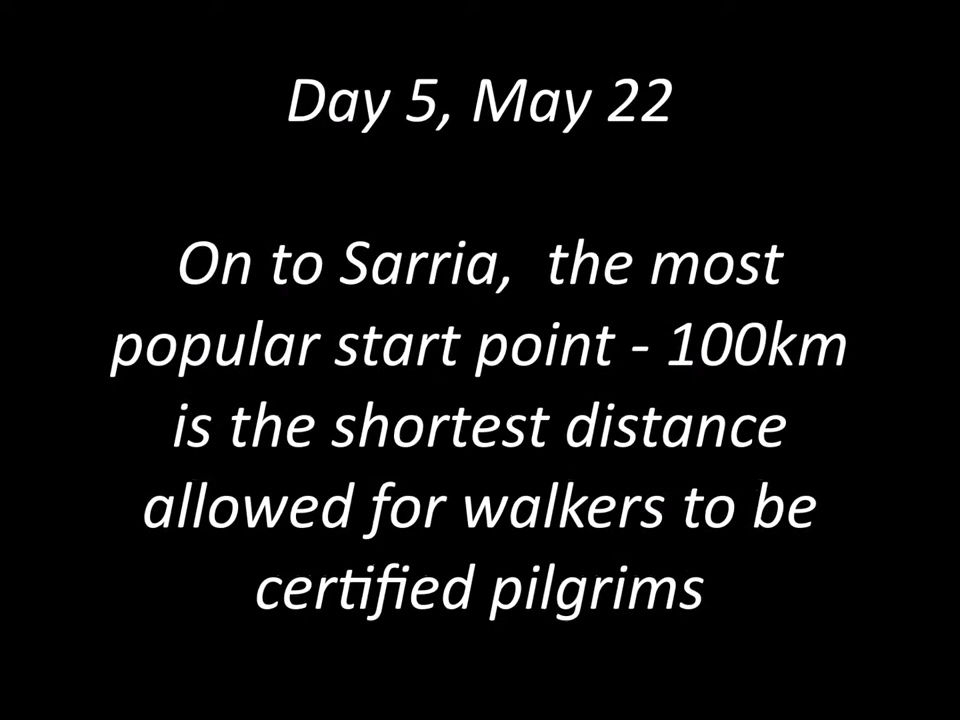 Day 5, May 22
On to Sarria,  the most
popular start point - 100km
is the shortest distance
allowed for walkers to be
certified pilgrims